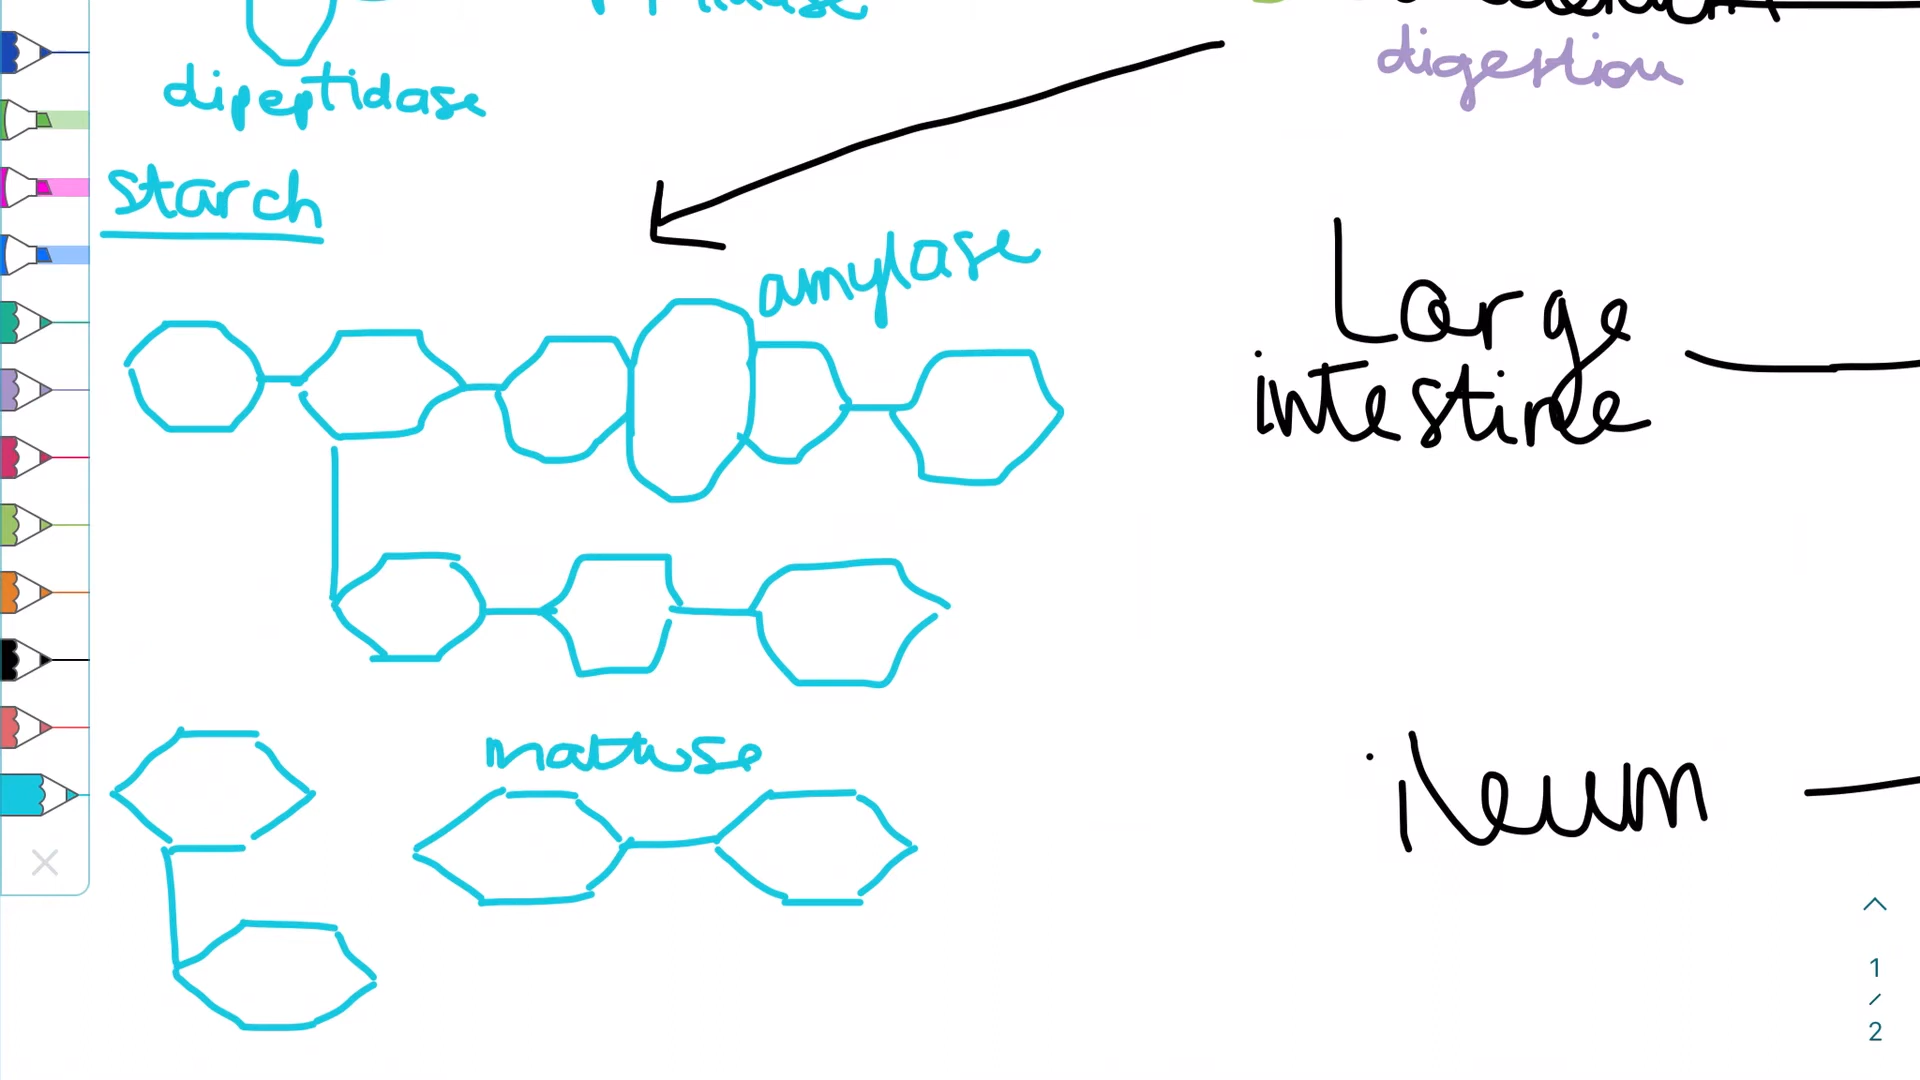 digestion
dipeptidase
starch
amylase
Large
intestine
maltose
ileum
1
/
2